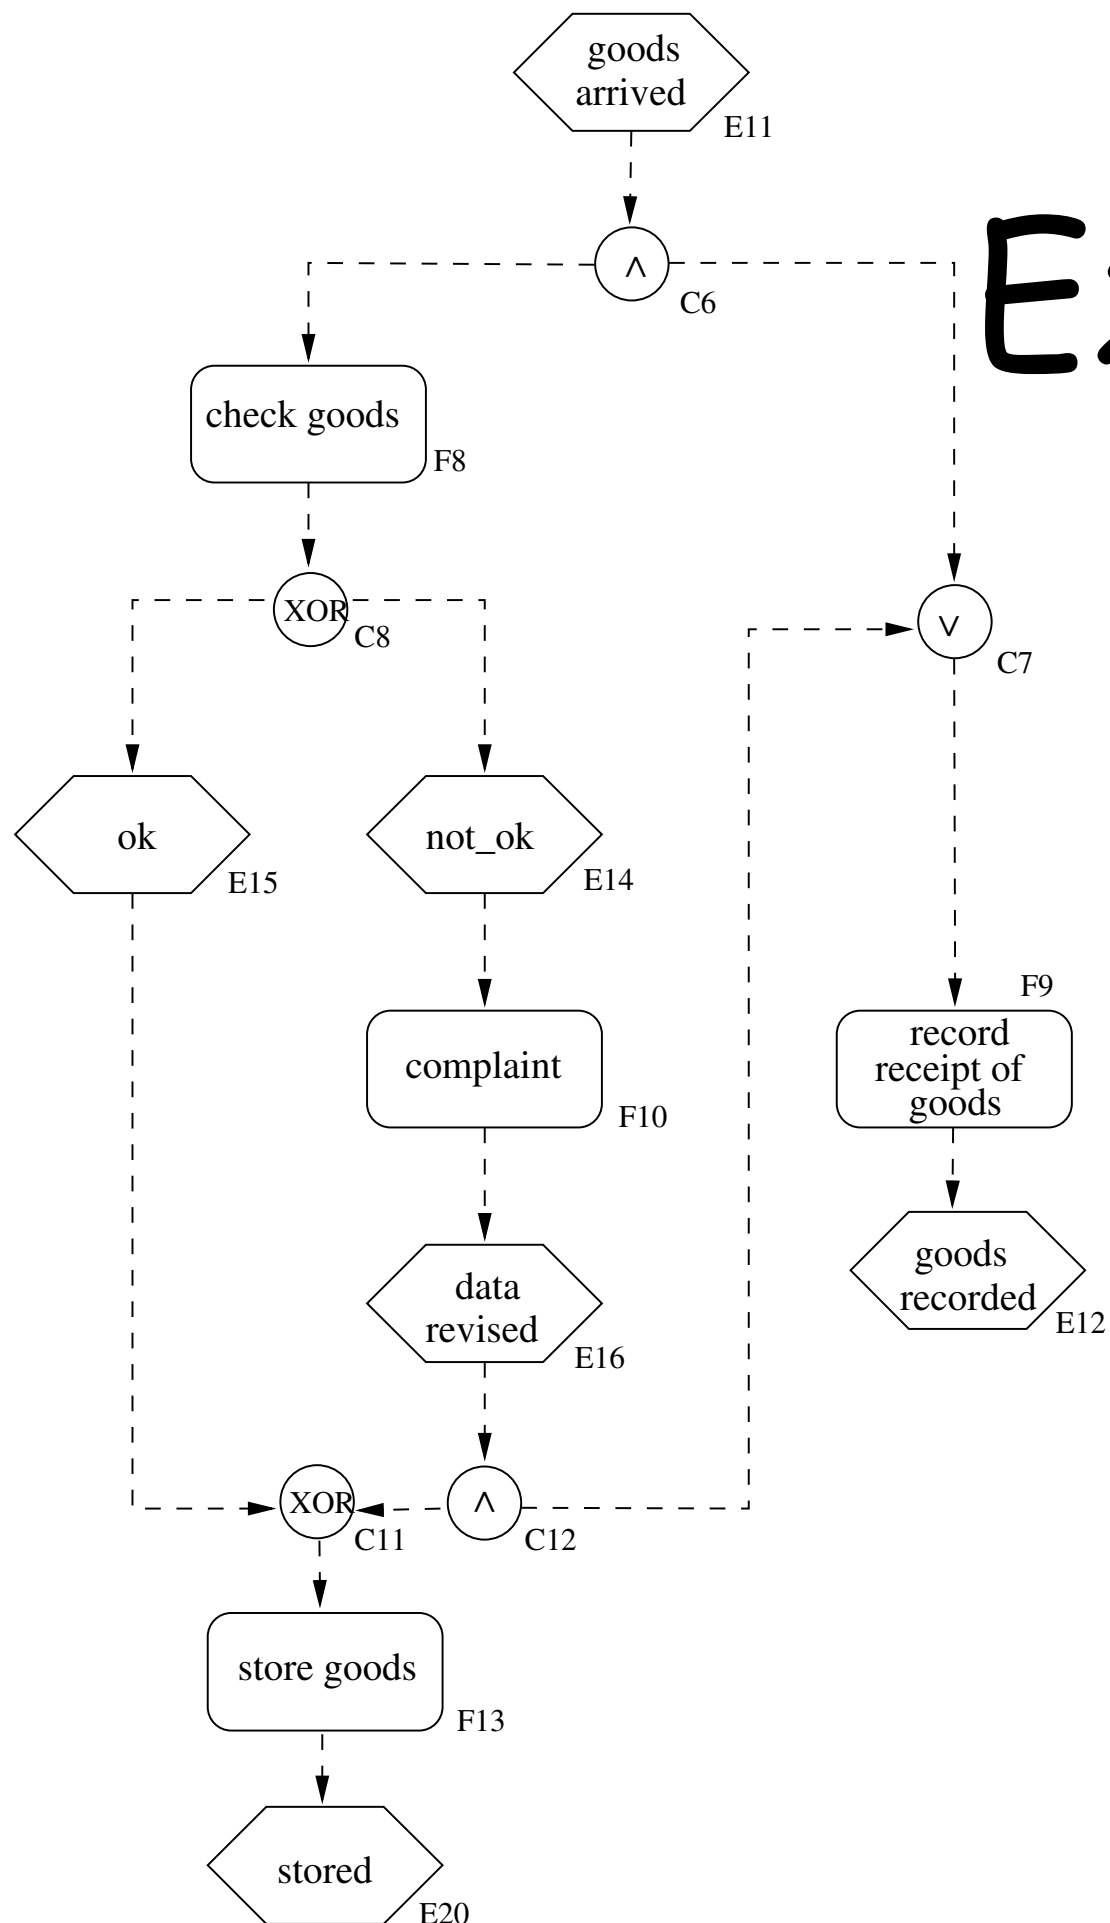 goods
arrived
E11
^
C6
E
check goods
F8
XOR
C8
v
C7
ok
E15
not_ok
E14
F9
record
receipt of
goods
complaint
F10
goods
recorded
E12
data
revised
E16
XOR
C11
^
C12
store goods
F13
stored
E20